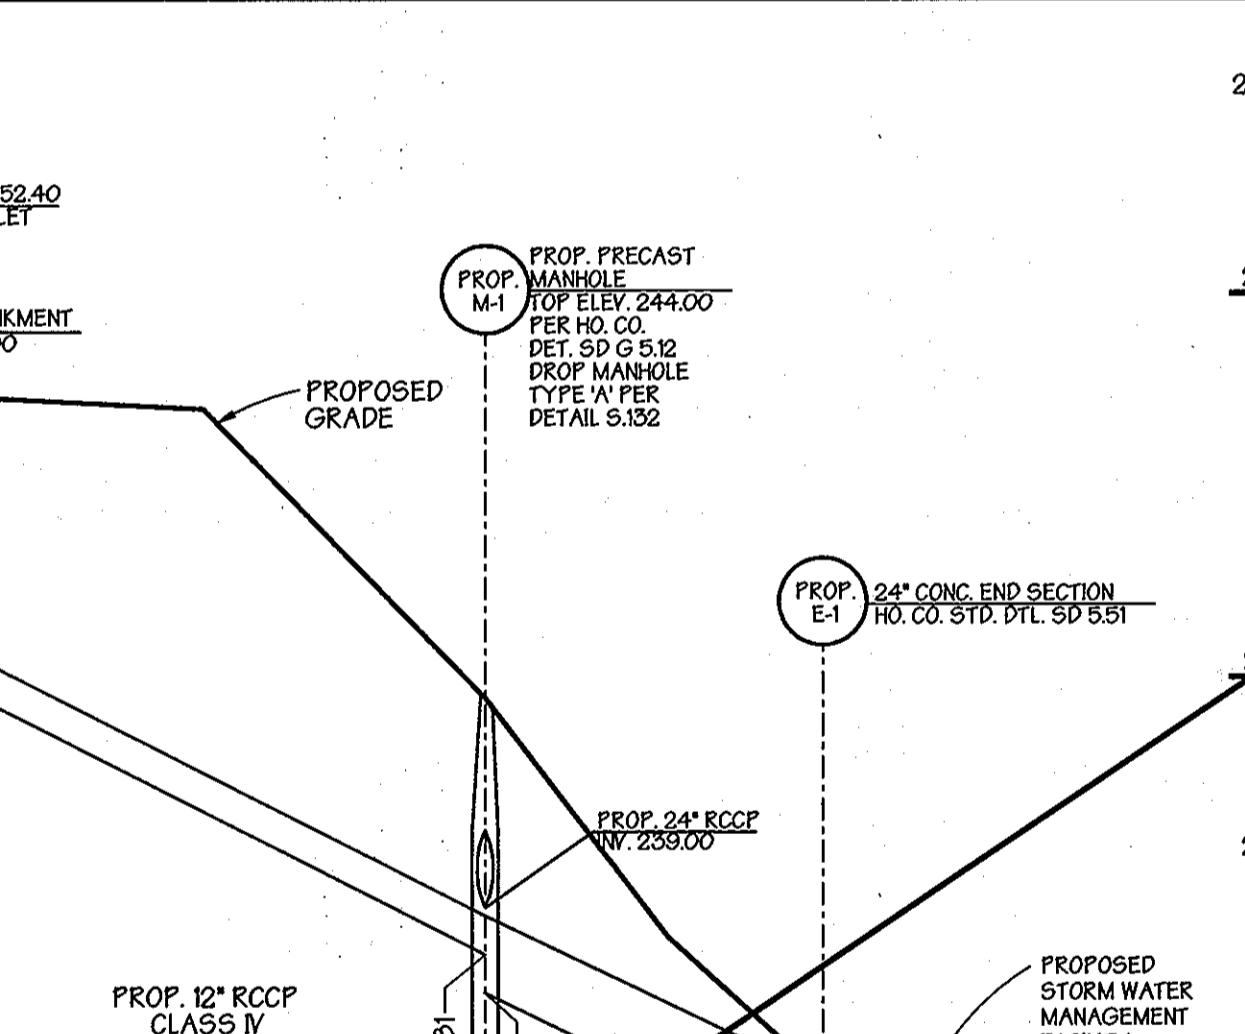 52.40
PROP.
M-1
PROP. PRECAST
MANHOLE
TOP ELEV. 244.00
PER HO. CO.
DET. SD G 5.12
DROP MANHOLE
TYPE 'A' PER
DETAIL S.132
PROPOSED
GRADE
PROP.
E-1
24" CONC. END SECTION
HO. CO. STD. DTL. SD 5.51
PROP. 24" RCCP
INV. 239.00
PROP. 12" RCCP
CLASS IV
PROPOSED
STORM WATER
MANAGEMENT